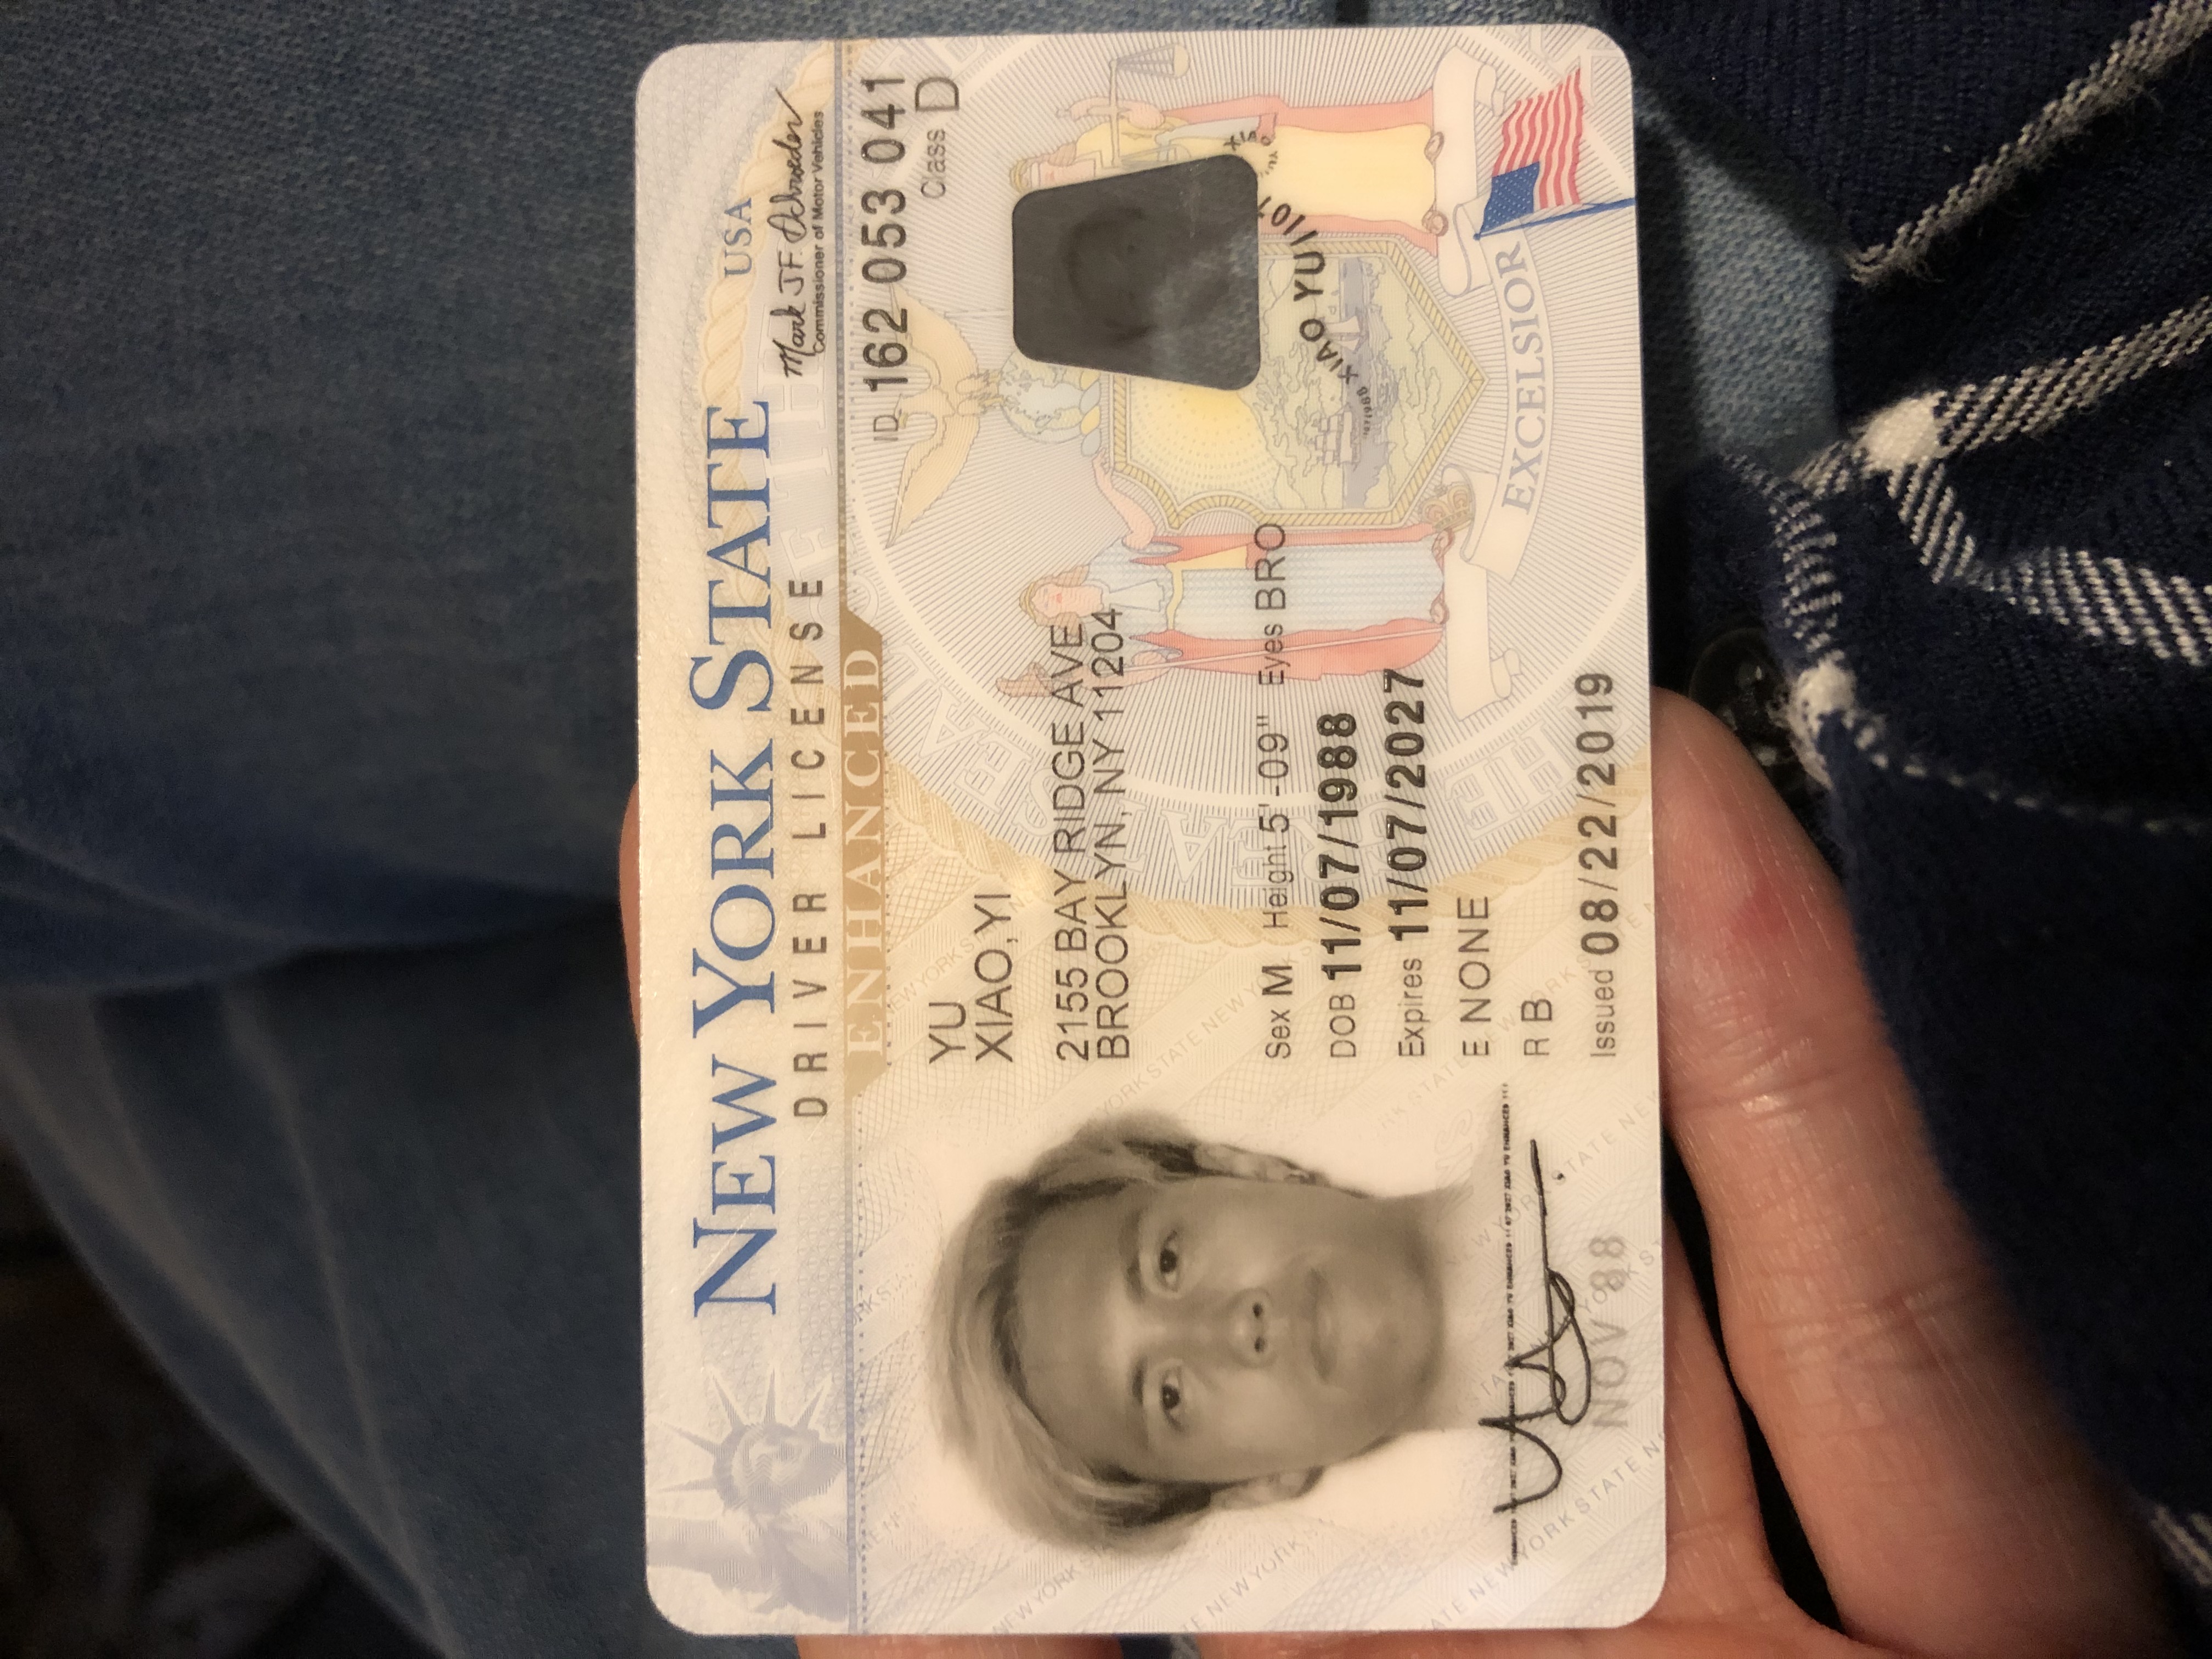 NEW YORK STATE
USA
DRIVER LICENSE
Mark J.F. Schroeder
Commissioner of Motor Vehicles
ENHANCED
ID 162 053 041
Class D
YU
XIAO,YI
2155 BAY RIDGE AVE
BROOKLYN, NY 11204
Sex M Height 5'-09" Eyes BRO
DOB 11/07/1988
Expires 11/07/2027
E NONE
R B
Issued 08/22/2019
NOV 88
XIAO YU
EXCELSIOR